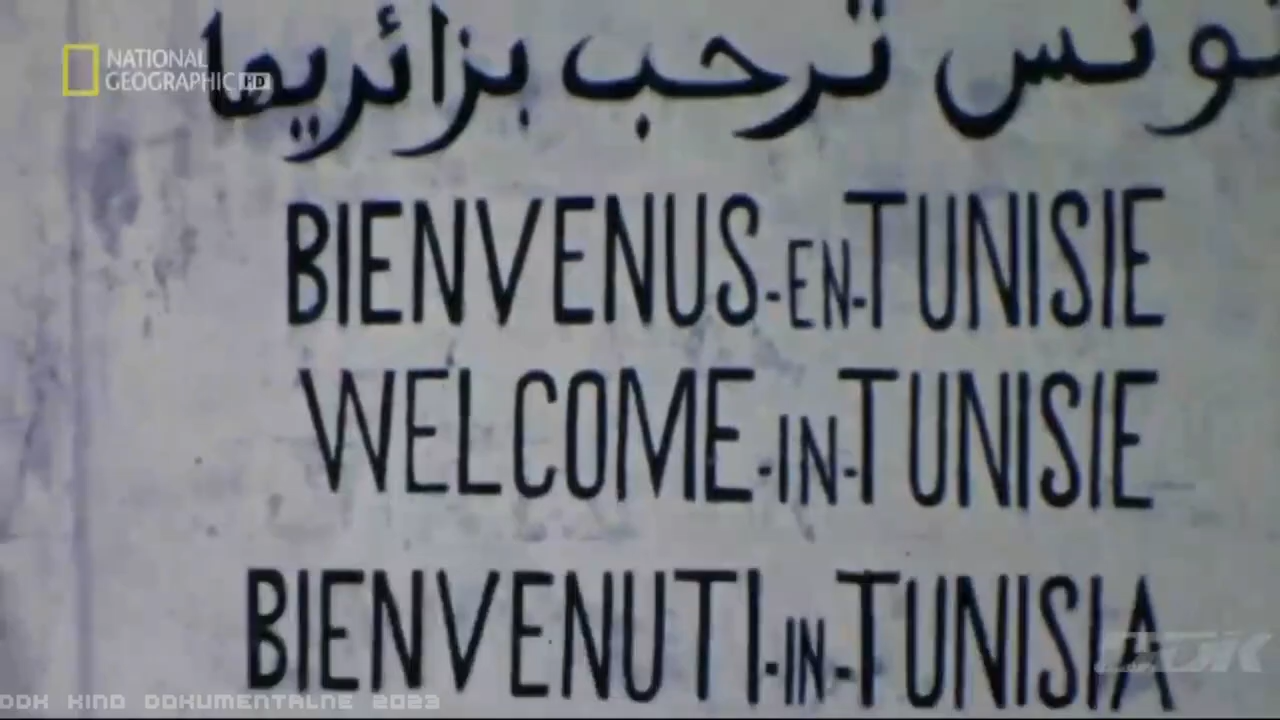 تونس ترحب بزائريها
NATIONAL
GEOGRAPHIC HD
BIENVENUS-EN-TUNISIE
WELCOME-IN-TUNISIE
BIENVENUTI-IN-TUNISIA
DDK KINO DOKUMENTALNE 2023